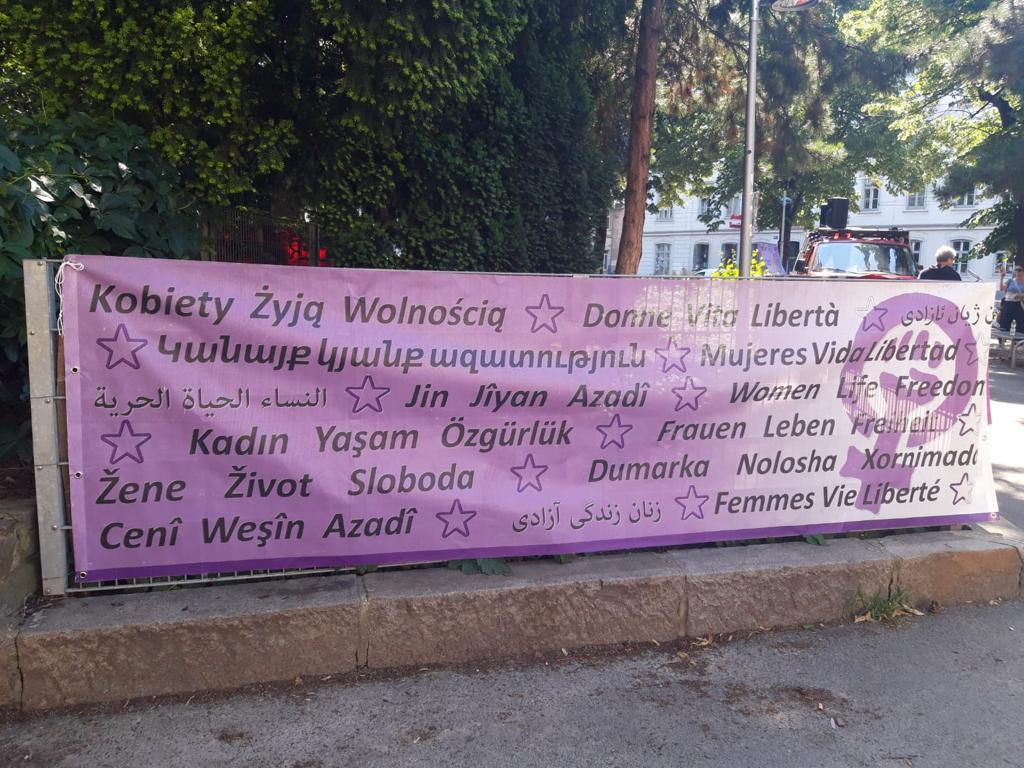 Kobiety Żyją Wolnością ☆ Donne Vita Libertà ☆ ژیان ئازادی
☆ Կանայք կյանք ազատություն ☆ Mujeres Vida Libertad ☆
النساء الحياة الحرية ☆ Jin Jîyan Azadî ☆ Women Life Freedom
☆ Kadın Yaşam Özgürlük ☆ Frauen Leben Freiheit ☆
Žene Život Sloboda ☆ Dumarka Nolosha Xornimada
Cenî Weşîn Azadî ☆ زنان زندگی آزادی ☆ Femmes Vie Liberté ☆